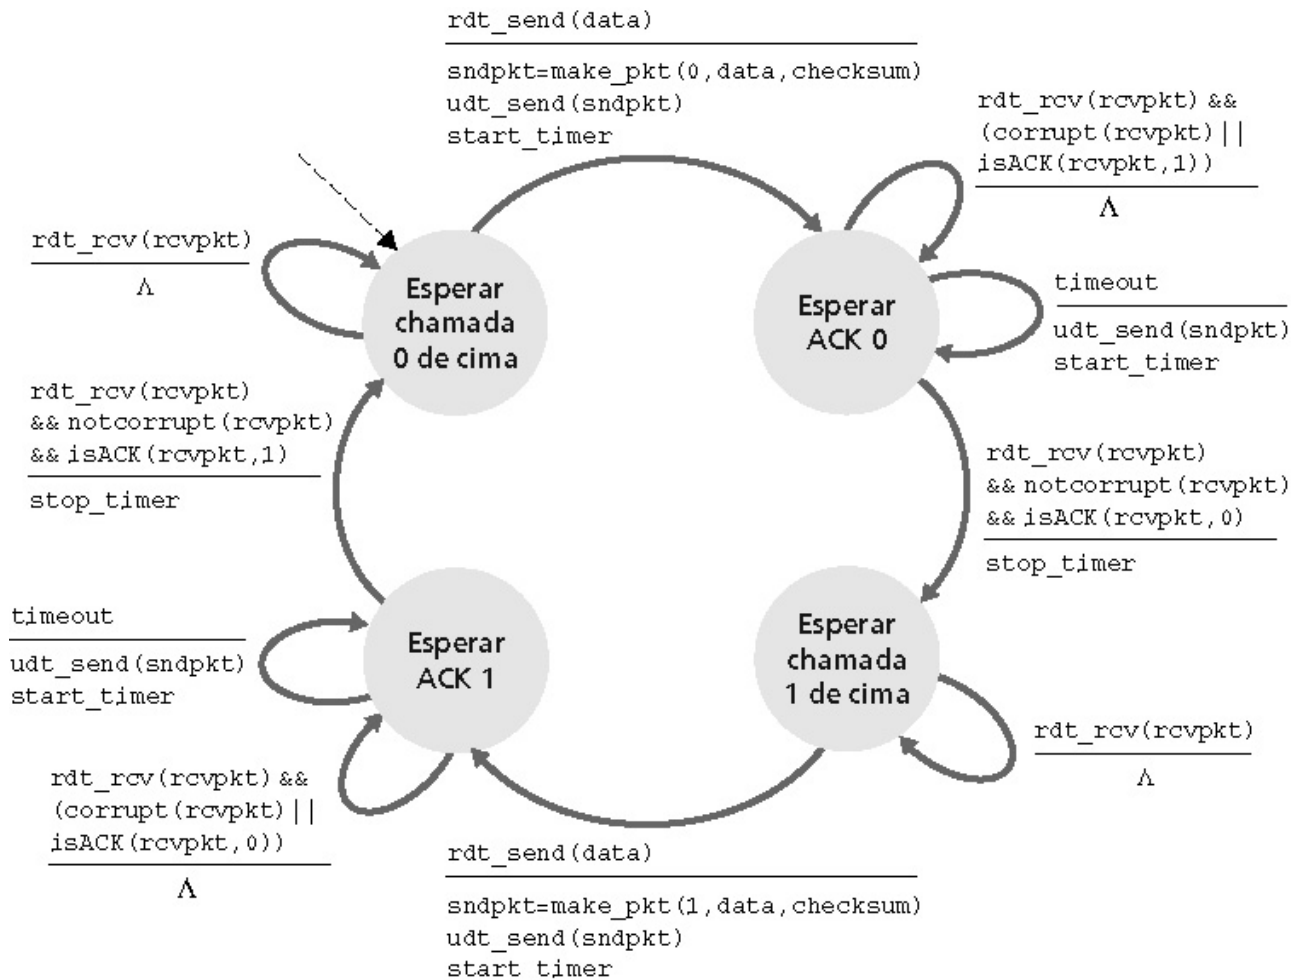 rdt_send(data)
sndpkt=make_pkt(0,data,checksum)
udt_send(sndpkt)
start_timer
rdt_rcv(rcvpkt) &&
(corrupt(rcvpkt)||
isACK(rcvpkt,1))
Λ
rdt_rcv(rcvpkt)
Λ
Esperar
chamada
0 de cima
Esperar
ACK 0
timeout
udt_send(sndpkt)
start_timer
rdt_rcv(rcvpkt)
&& notcorrupt(rcvpkt)
&& isACK(rcvpkt,1)
stop_timer
rdt_rcv(rcvpkt)
&& notcorrupt(rcvpkt)
&& isACK(rcvpkt,0)
stop_timer
timeout
udt_send(sndpkt)
start_timer
Esperar
ACK 1
Esperar
chamada
1 de cima
rdt_rcv(rcvpkt)
Λ
rdt_rcv(rcvpkt) &&
(corrupt(rcvpkt)||
isACK(rcvpkt,0))
Λ
rdt_send(data)
sndpkt=make_pkt(1,data,checksum)
udt_send(sndpkt)
start_timer